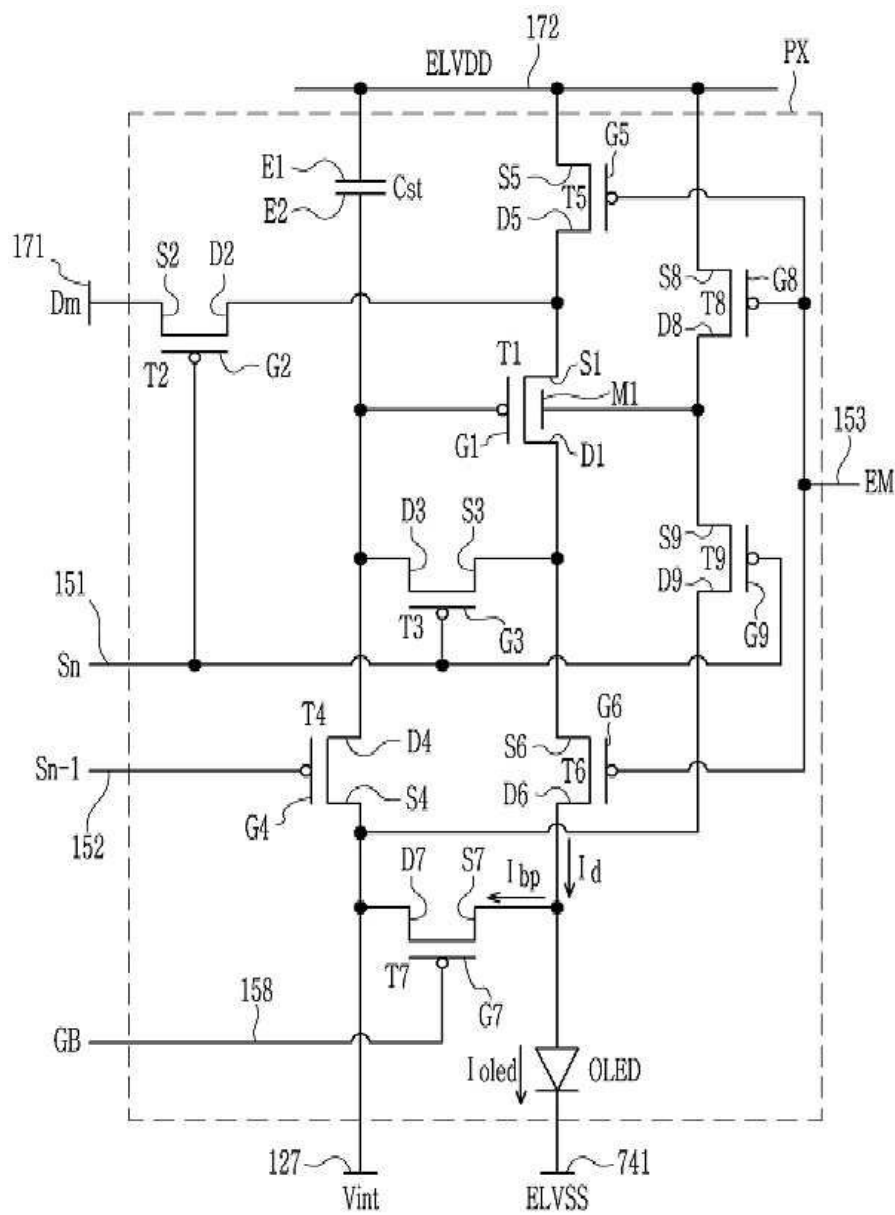 172
ELVDD
PX
E1
Cst
E2
S5
G5
T5
D5
171
S2
D2
Dm
S8
G8
T8
D8
T2
G2
T1
S1
M1
G1
D1
153
EM
D3
S3
S9
T9
D9
G9
151
T3
G3
Sn
T4
D4
S6
G6
T6
Sn-1
S4
D6
152
G4
D7
S7
Ibp
Id
T7
G7
158
GB
Ioled
OLED
127
741
Vint
ELVSS